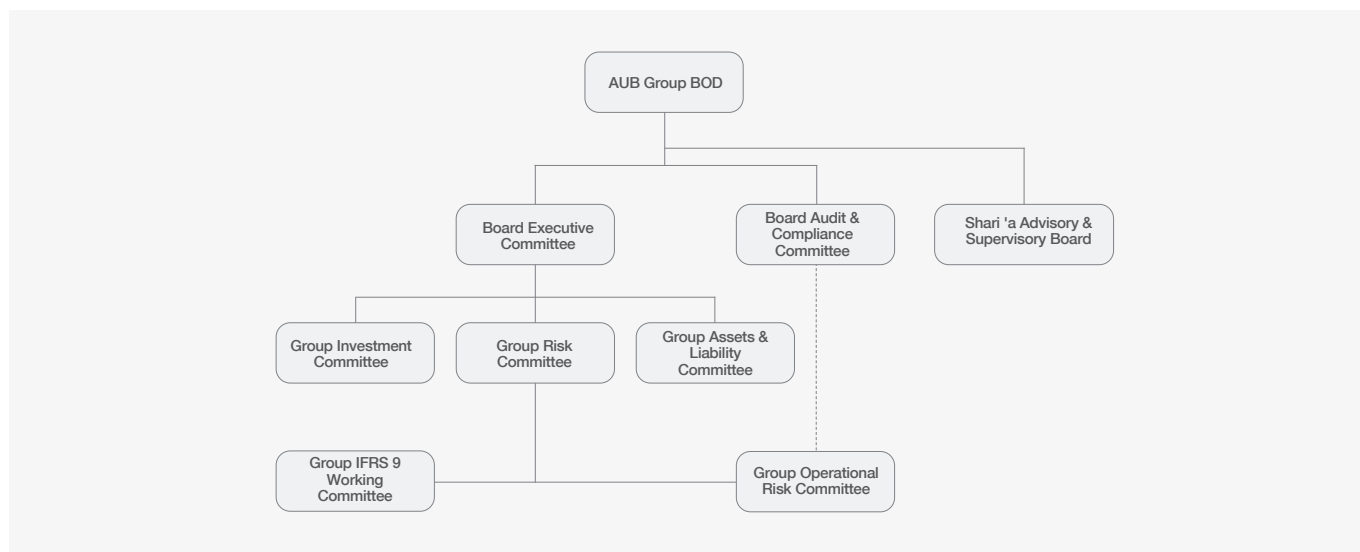 AUB Group BOD
Board Executive
Committee
Board Audit &
Compliance
Committee
Shari 'a Advisory &
Supervisory Board
Group Investment
Committee
Group Risk
Committee
Group Assets &
Liability
Committee
Group IFRS 9
Working
Committee
Group Operational
Risk Committee